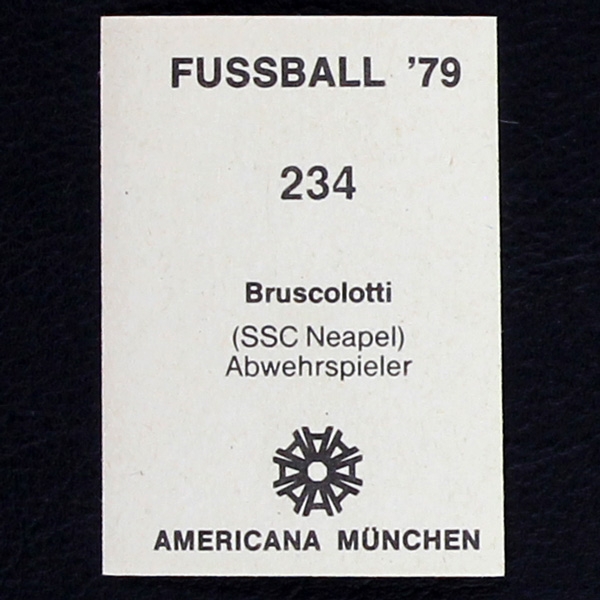 FUSSBALL ’79
234
Bruscolotti
(SSC Neapel)
Abwehrspieler
AMERICANA MÜNCHEN